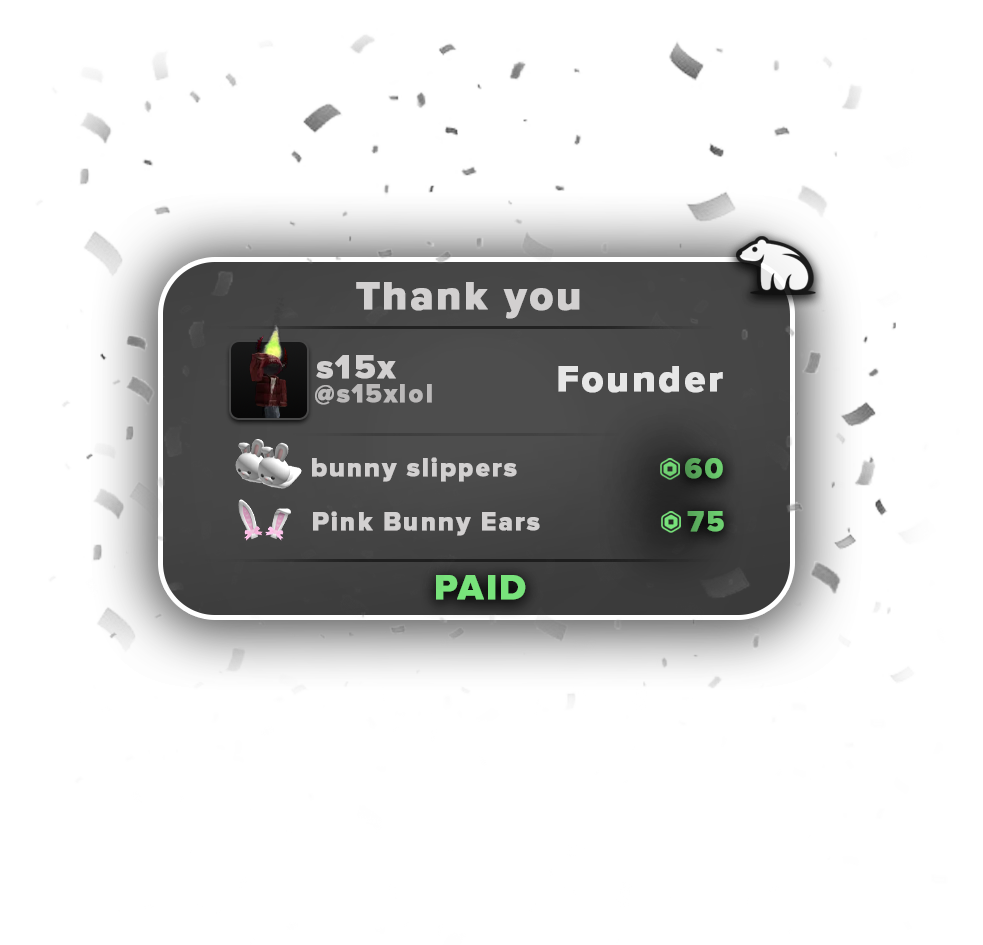 Thank you
s15x
@s15xlol
Founder
bunny slippers
60
Pink Bunny Ears
75
PAID